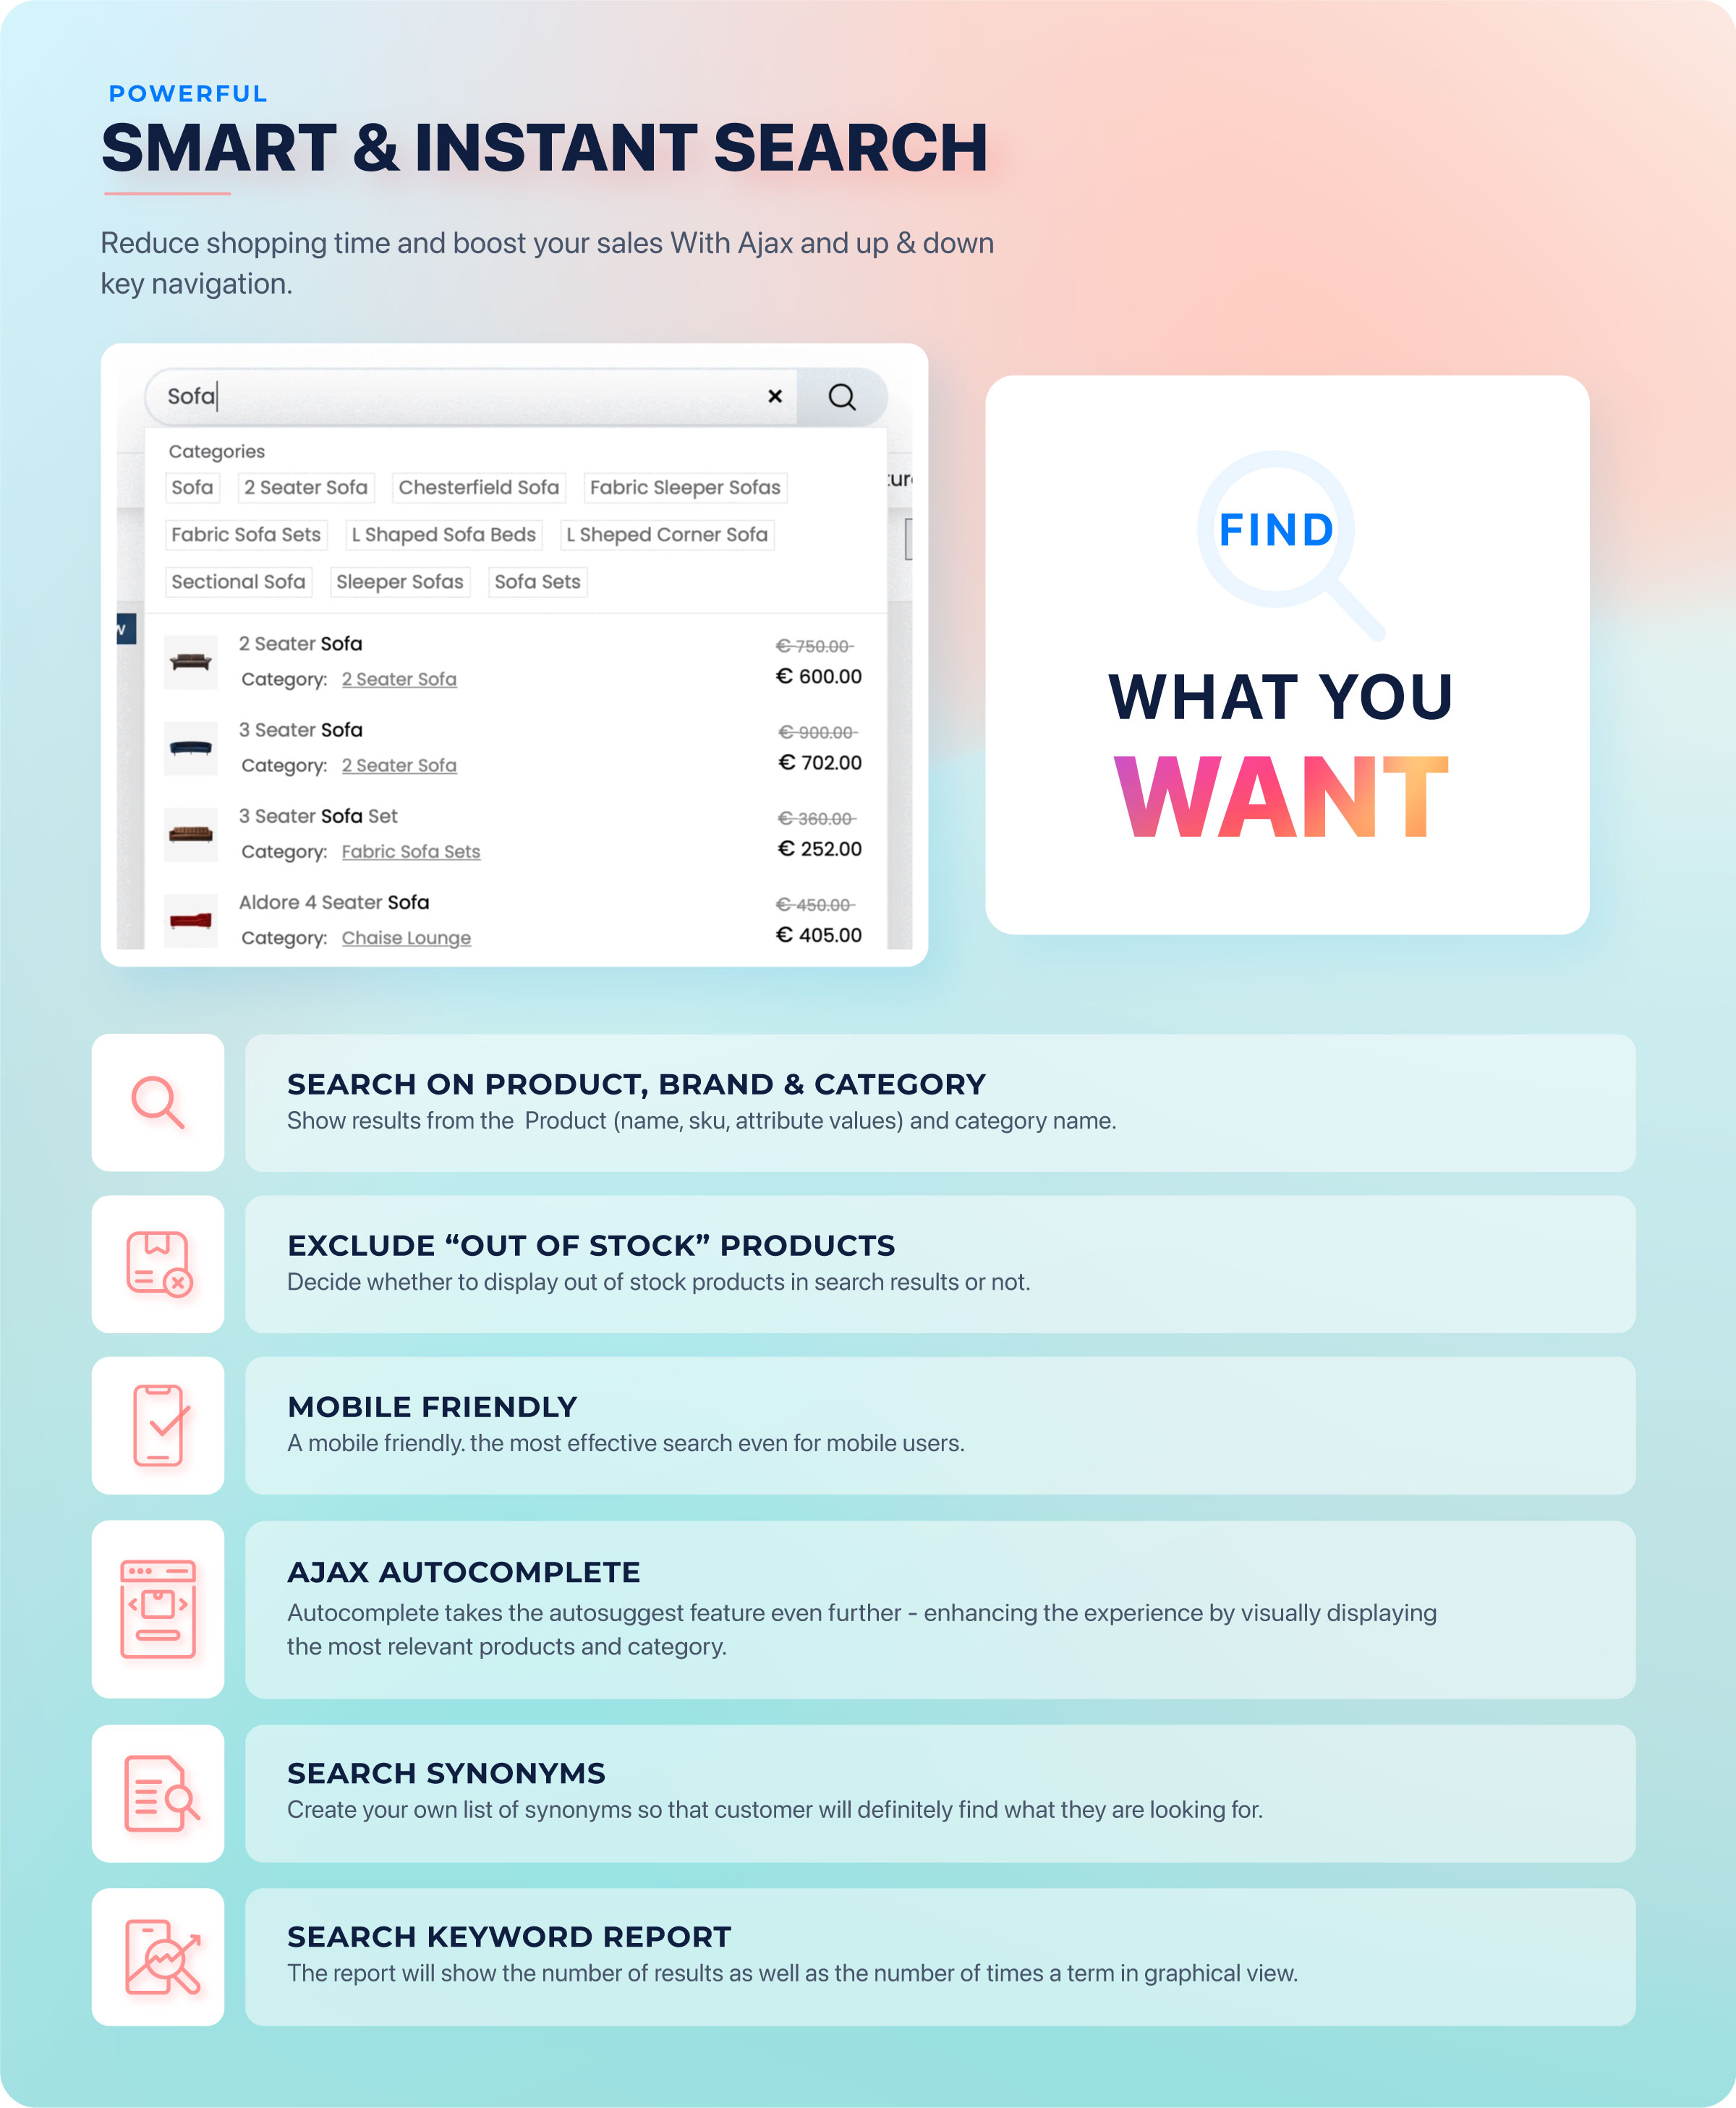 POWERFUL
SMART & INSTANT SEARCH
Reduce shopping time and boost your sales With Ajax and up & down
key navigation.
Sofa
Categories
Sofa 2 Seater Sofa Chesterfield Sofa Fabric Sleeper Sofas
Fabric Sofa Sets L Shaped Sofa Beds L Sheped Corner Sofa
Sectional Sofa Sleeper Sofas Sofa Sets
2 Seater Sofa € 750.00
Category: 2 Seater Sofa € 600.00
3 Seater Sofa € 900.00
Category: 2 Seater Sofa € 702.00
3 Seater Sofa Set € 360.00
Category: Fabric Sofa Sets € 252.00
Aldore 4 Seater Sofa € 450.00
Category: Chaise Lounge € 405.00
FIND
WHAT YOU
WANT
SEARCH ON PRODUCT, BRAND & CATEGORY
Show results from the Product (name, sku, attribute values) and category name.
EXCLUDE “OUT OF STOCK” PRODUCTS
Decide whether to display out of stock products in search results or not.
MOBILE FRIENDLY
A mobile friendly. the most effective search even for mobile users.
AJAX AUTOCOMPLETE
Autocomplete takes the autosuggest feature even further - enhancing the experience by visually displaying
the most relevant products and category.
SEARCH SYNONYMS
Create your own list of synonyms so that customer will definitely find what they are looking for.
SEARCH KEYWORD REPORT
The report will show the number of results as well as the number of times a term in graphical view.